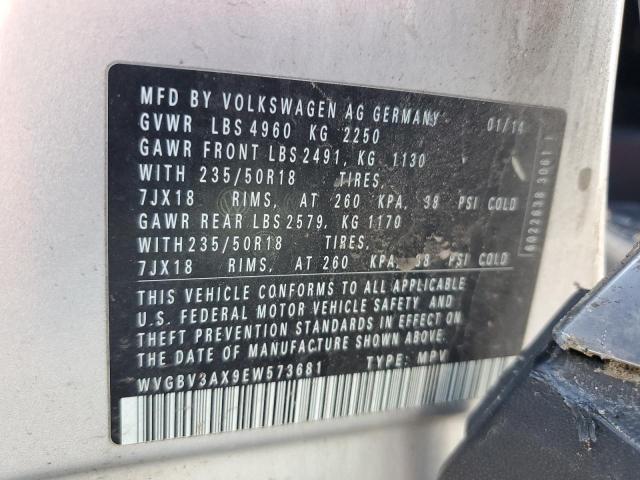 MFD BY VOLKSWAGEN AG GERMANY 01/14
GVWR LBS 4960 KG 2250
GAWR FRONT LBS 2491, KG 1130
WITH 235/50R18 TIRES,
7JX18 RIMS, AT 260 KPA, 38 PSI COLD
GAWR REAR LBS 2579, KG 1170
WITH 235/50R18 TIRES,
7JX18 RIMS, AT 260 KPA, 38 PSI COLD
THIS VEHICLE CONFORMS TO ALL APPLICABLE
U.S. FEDERAL MOTOR VEHICLE SAFETY AND
THEFT PREVENTION STANDARDS IN EFFECT ON
THE DATE OF MANUFACTURE SHOWN ABOVE.
WVGBV3AX9EW573681 TYPE: MPV